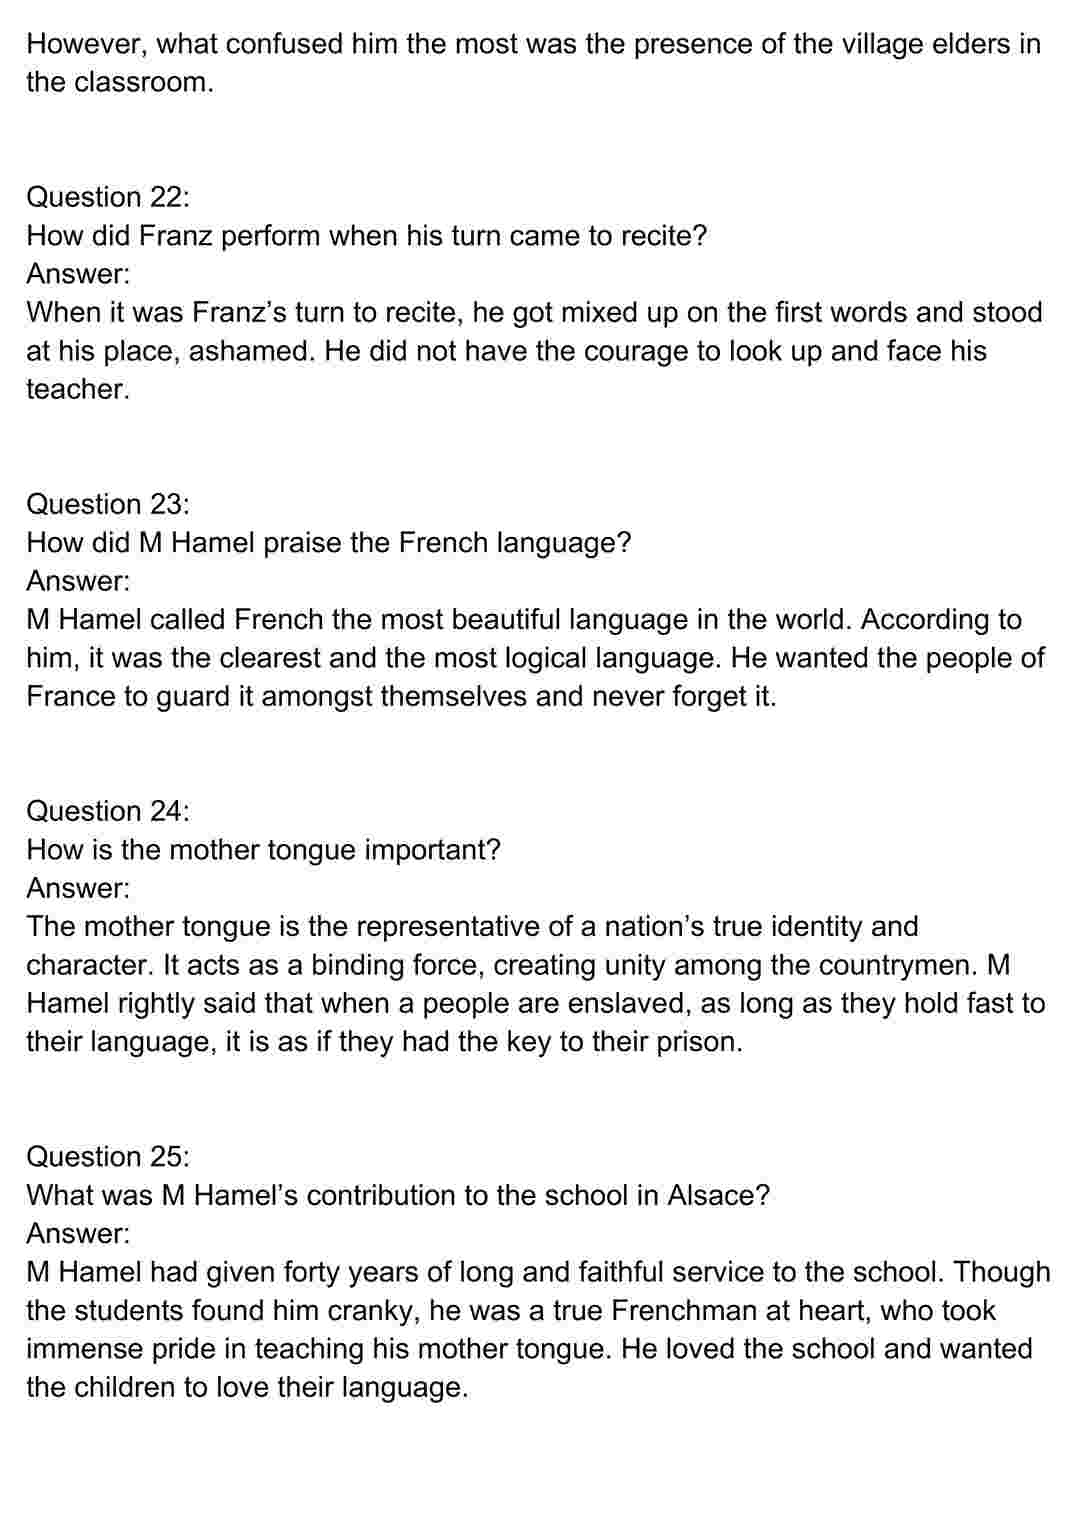 However, what confused him the most was the presence of the village elders in
the classroom.
Question 22:
How did Franz perform when his turn came to recite?
Answer:
When it was Franz’s turn to recite, he got mixed up on the first words and stood
at his place, ashamed. He did not have the courage to look up and face his
teacher.
Question 23:
How did M Hamel praise the French language?
Answer:
M Hamel called French the most beautiful language in the world. According to
him, it was the clearest and the most logical language. He wanted the people of
France to guard it amongst themselves and never forget it.
Question 24:
How is the mother tongue important?
Answer:
The mother tongue is the representative of a nation’s true identity and
character. It acts as a binding force, creating unity among the countrymen. M
Hamel rightly said that when a people are enslaved, as long as they hold fast to
their language, it is as if they had the key to their prison.
Question 25:
What was M Hamel’s contribution to the school in Alsace?
Answer:
M Hamel had given forty years of long and faithful service to the school. Though
the students found him cranky, he was a true Frenchman at heart, who took
immense pride in teaching his mother tongue. He loved the school and wanted
the children to love their language.